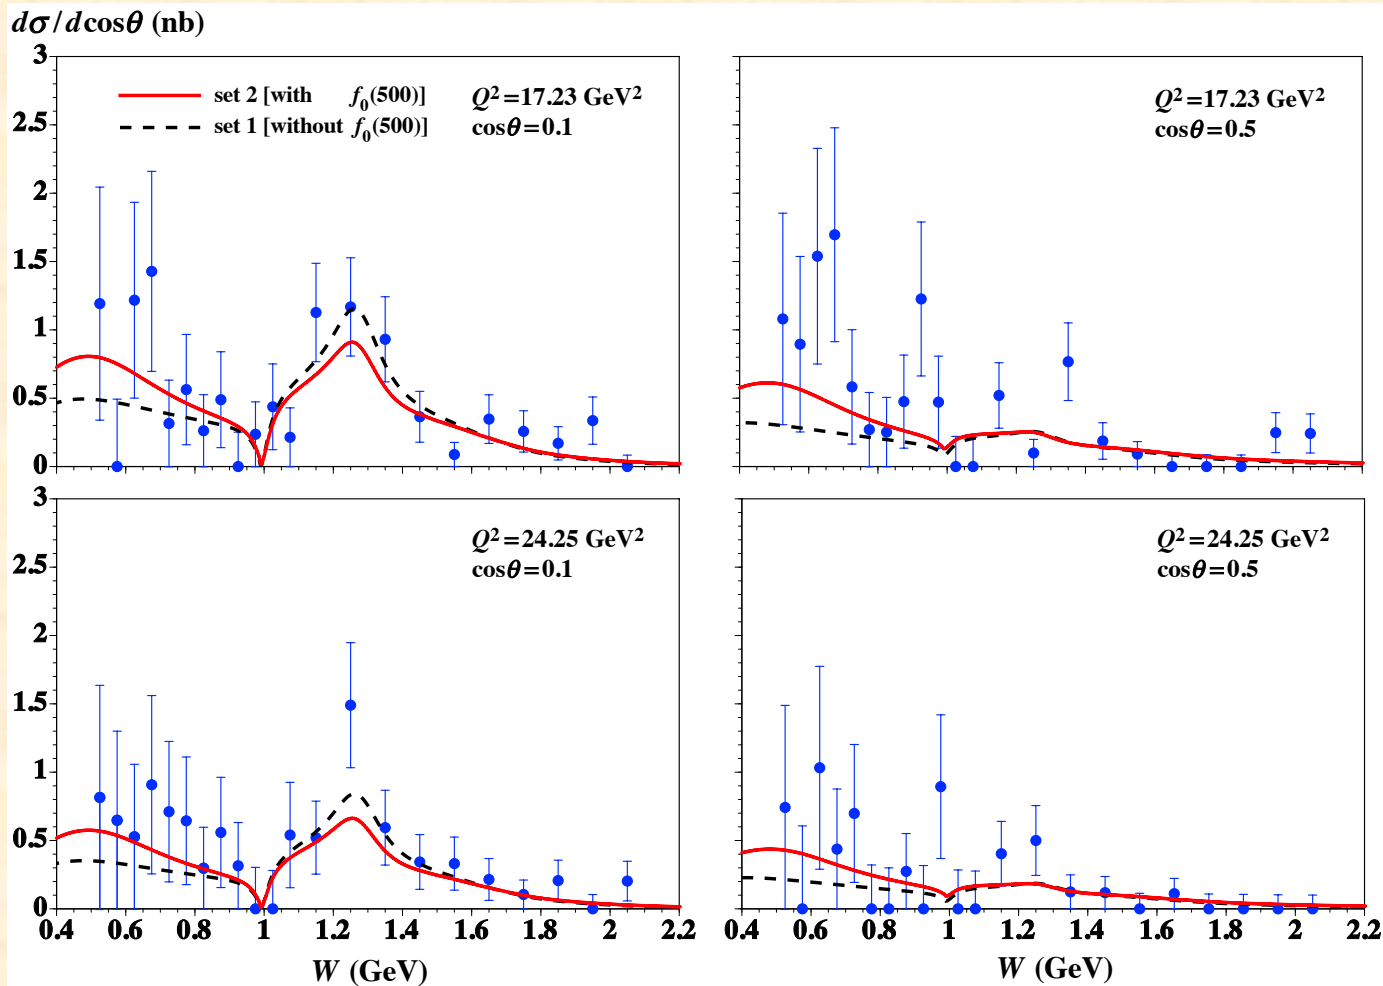 dσ/dcosθ (nb)
3
2.5
2
1.5
1
0.5
0
set 2 [with f₀(500)]
set 1 [without f₀(500)]
Q²=17.23 GeV²
cosθ=0.1
Q²=17.23 GeV²
cosθ=0.5
3
2.5
2
1.5
1
0.5
0
Q²=24.25 GeV²
cosθ=0.1
Q²=24.25 GeV²
cosθ=0.5
0.4 0.6 0.8 1 1.2 1.4 1.6 1.8 2 2.2
0.4 0.6 0.8 1 1.2 1.4 1.6 1.8 2 2.2
W (GeV)
W (GeV)